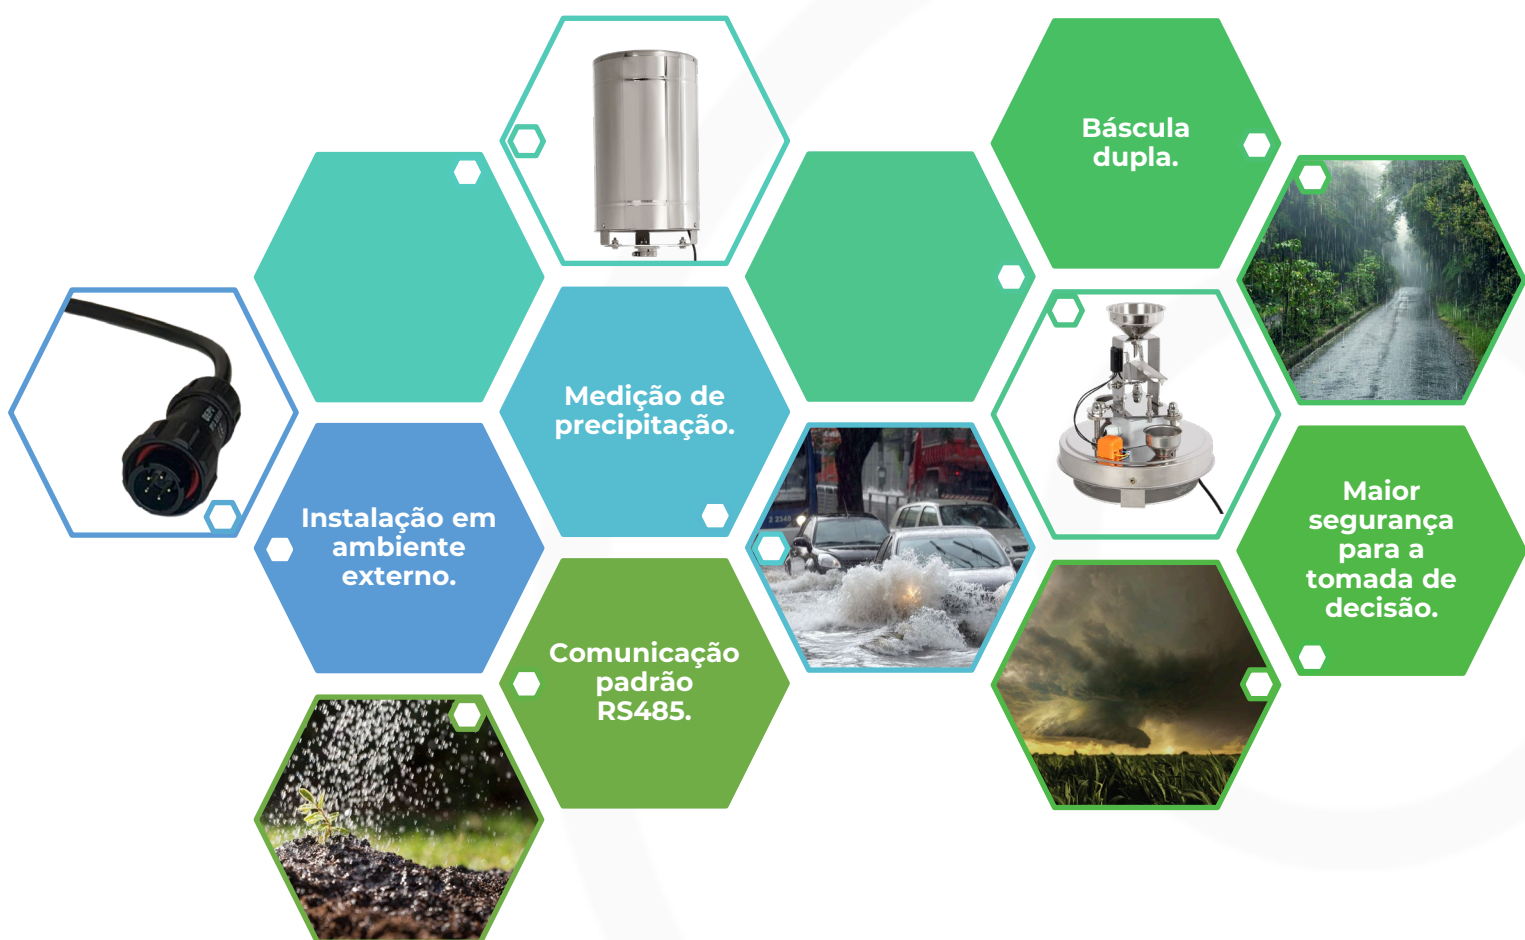 Báscula
dupla.
Medição de
precipitação.
Instalação em
ambiente
externo.
Maior
segurança
para a
tomada de
decisão.
Comunicação
padrão
RS485.